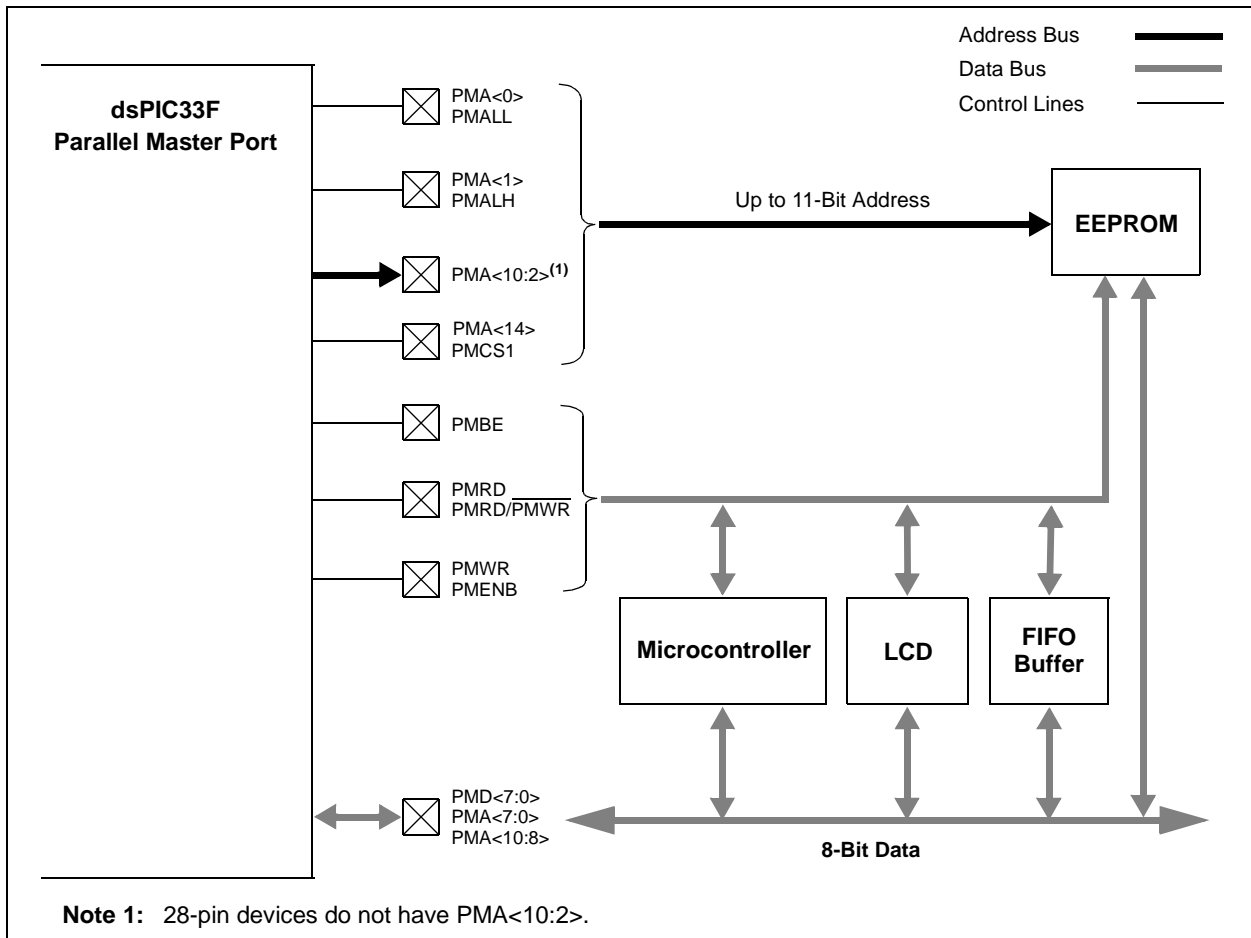 Address Bus
Data Bus
Control Lines
dsPIC33F
Parallel Master Port
PMA<0>
PMALL
PMA<1>
PMALH
PMA<10:2>(1)
PMA<14>
PMCS1
Up to 11-Bit Address
EEPROM
PMBE
PMRD
PMRD/PMWR
PMWR
PMENB
Microcontroller
LCD
FIFO
Buffer
PMD<7:0>
PMA<7:0>
PMA<10:8>
8-Bit Data
Note 1: 28-pin devices do not have PMA<10:2>.